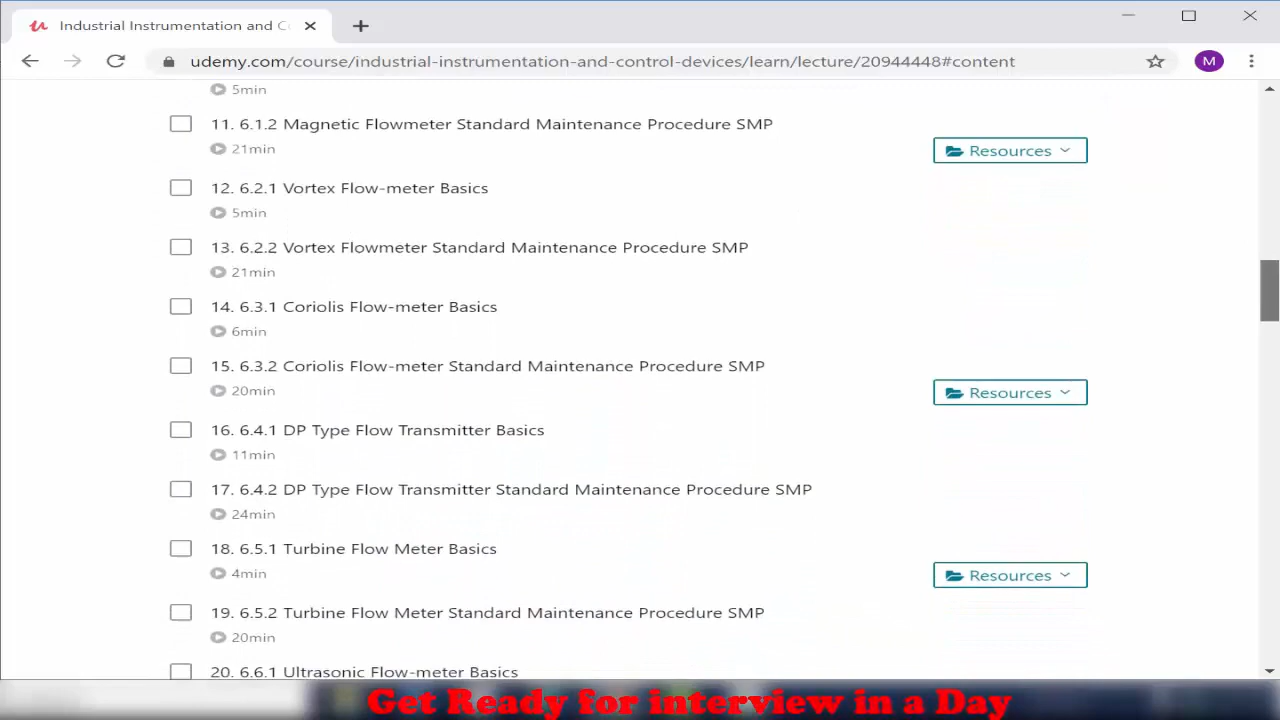 Industrial Instrumentation and Co
udemy.com/course/industrial-instrumentation-and-control-devices/learn/lecture/20944448#content
M
5min
11. 6.1.2 Magnetic Flowmeter Standard Maintenance Procedure SMP
21min
Resources
12. 6.2.1 Vortex Flow-meter Basics
5min
13. 6.2.2 Vortex Flowmeter Standard Maintenance Procedure SMP
21min
14. 6.3.1 Coriolis Flow-meter Basics
6min
15. 6.3.2 Coriolis Flow-meter Standard Maintenance Procedure SMP
20min
Resources
16. 6.4.1 DP Type Flow Transmitter Basics
11min
17. 6.4.2 DP Type Flow Transmitter Standard Maintenance Procedure SMP
24min
18. 6.5.1 Turbine Flow Meter Basics
4min
Resources
19. 6.5.2 Turbine Flow Meter Standard Maintenance Procedure SMP
20min
20. 6.6.1 Ultrasonic Flow-meter Basics
Get Ready for interview in a Day